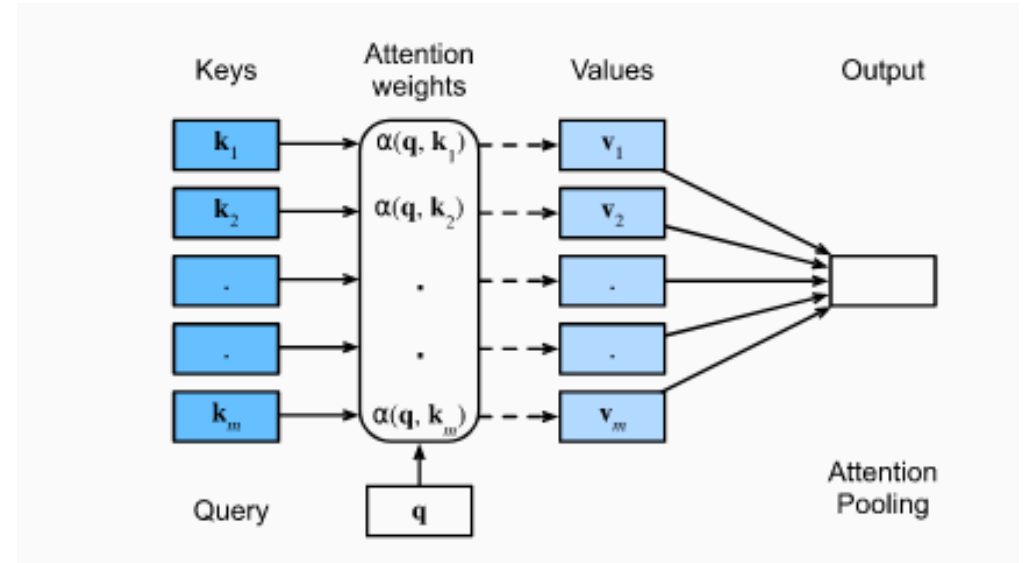 Keys
Attention
weights
Values
Output
k₁
α(q, k₁)
v₁
k₂
α(q, k₂)
v₂
. . .
. . .
kₘ
α(q, kₘ)
vₘ
Query
q
Attention
Pooling